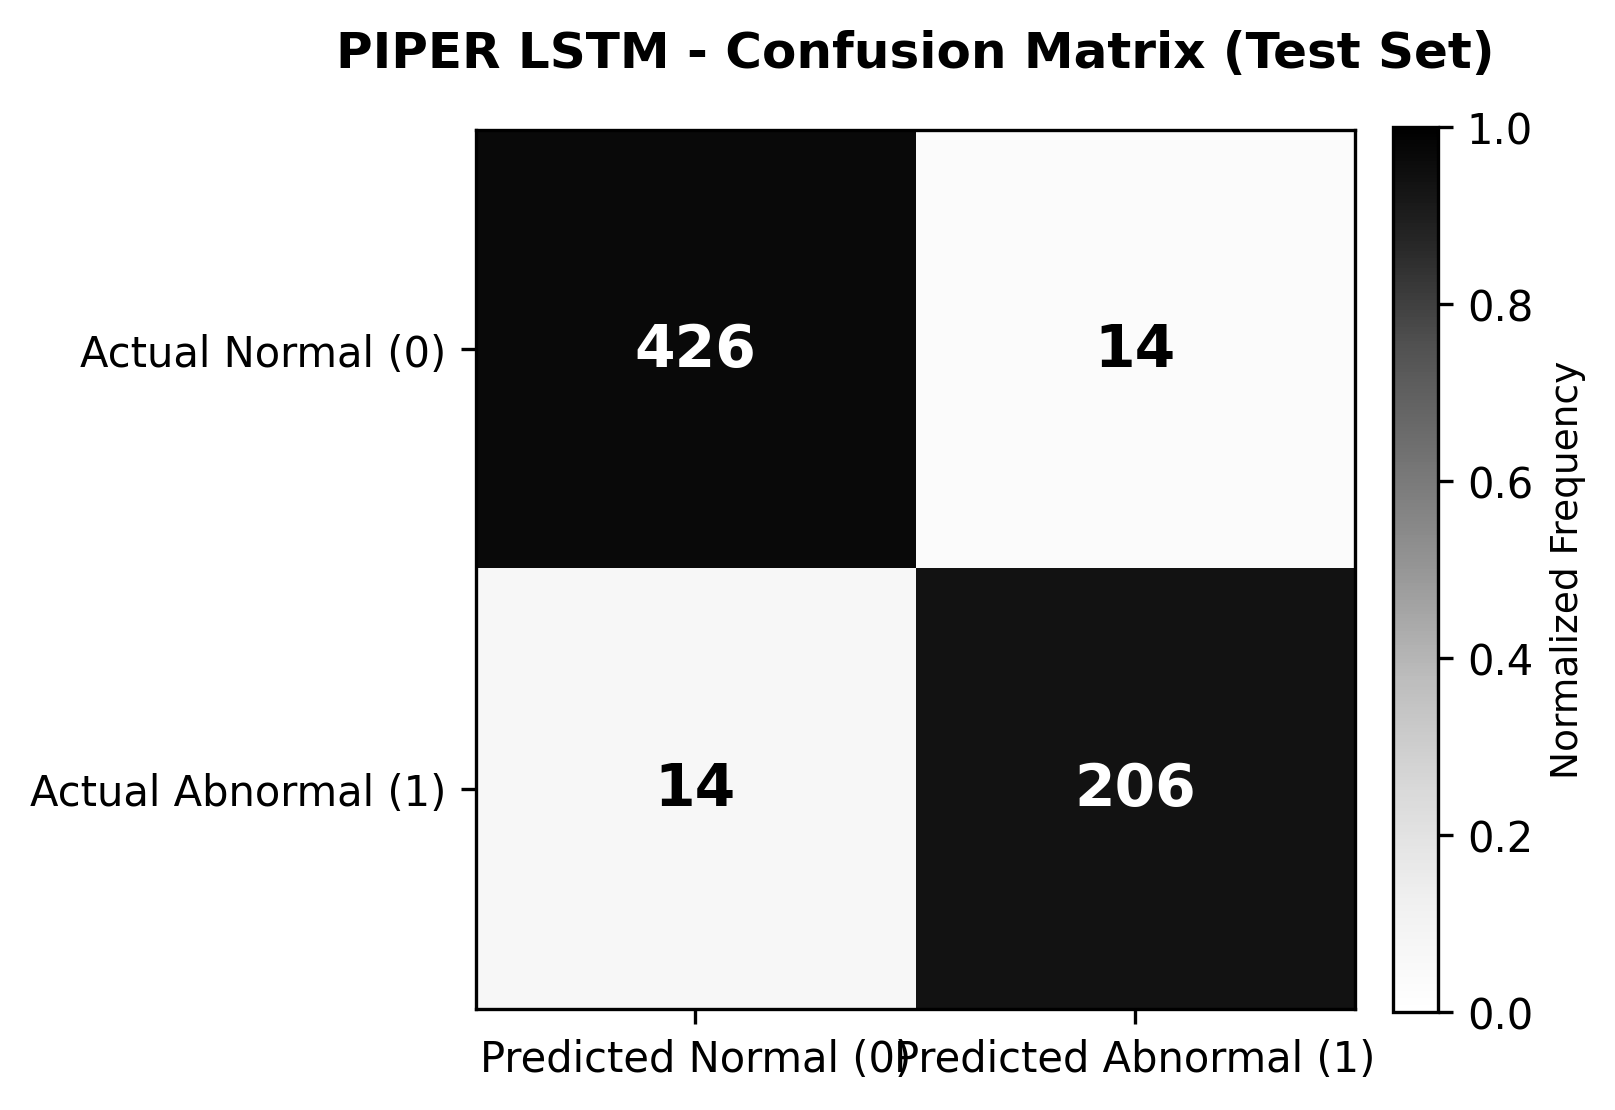 PIPER LSTM - Confusion Matrix (Test Set)
1.0
426
14
Actual Normal (0)
0.8
0.6
Normalized Frequency
0.4
14
206
Actual Abnormal (1)
0.2
0.0
Predicted Normal (0)
Predicted Abnormal (1)